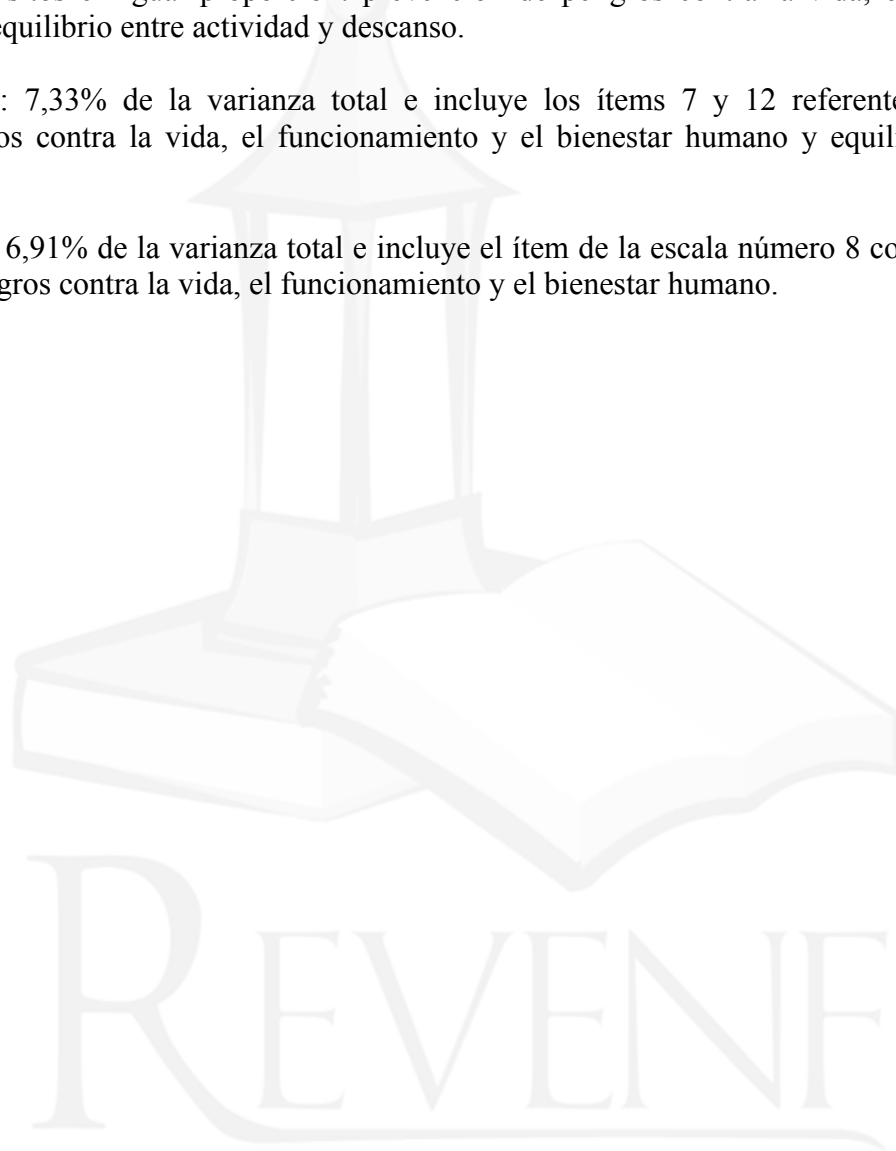 equilibrio entre actividad y descanso.
: 7,33% de la varianza total e incluye los ítems 7 y 12 referente
os contra la vida, el funcionamiento y el bienestar humano y equil
6,91% de la varianza total e incluye el ítem de la escala número 8 co
gros contra la vida, el funcionamiento y el bienestar humano.
REVENF